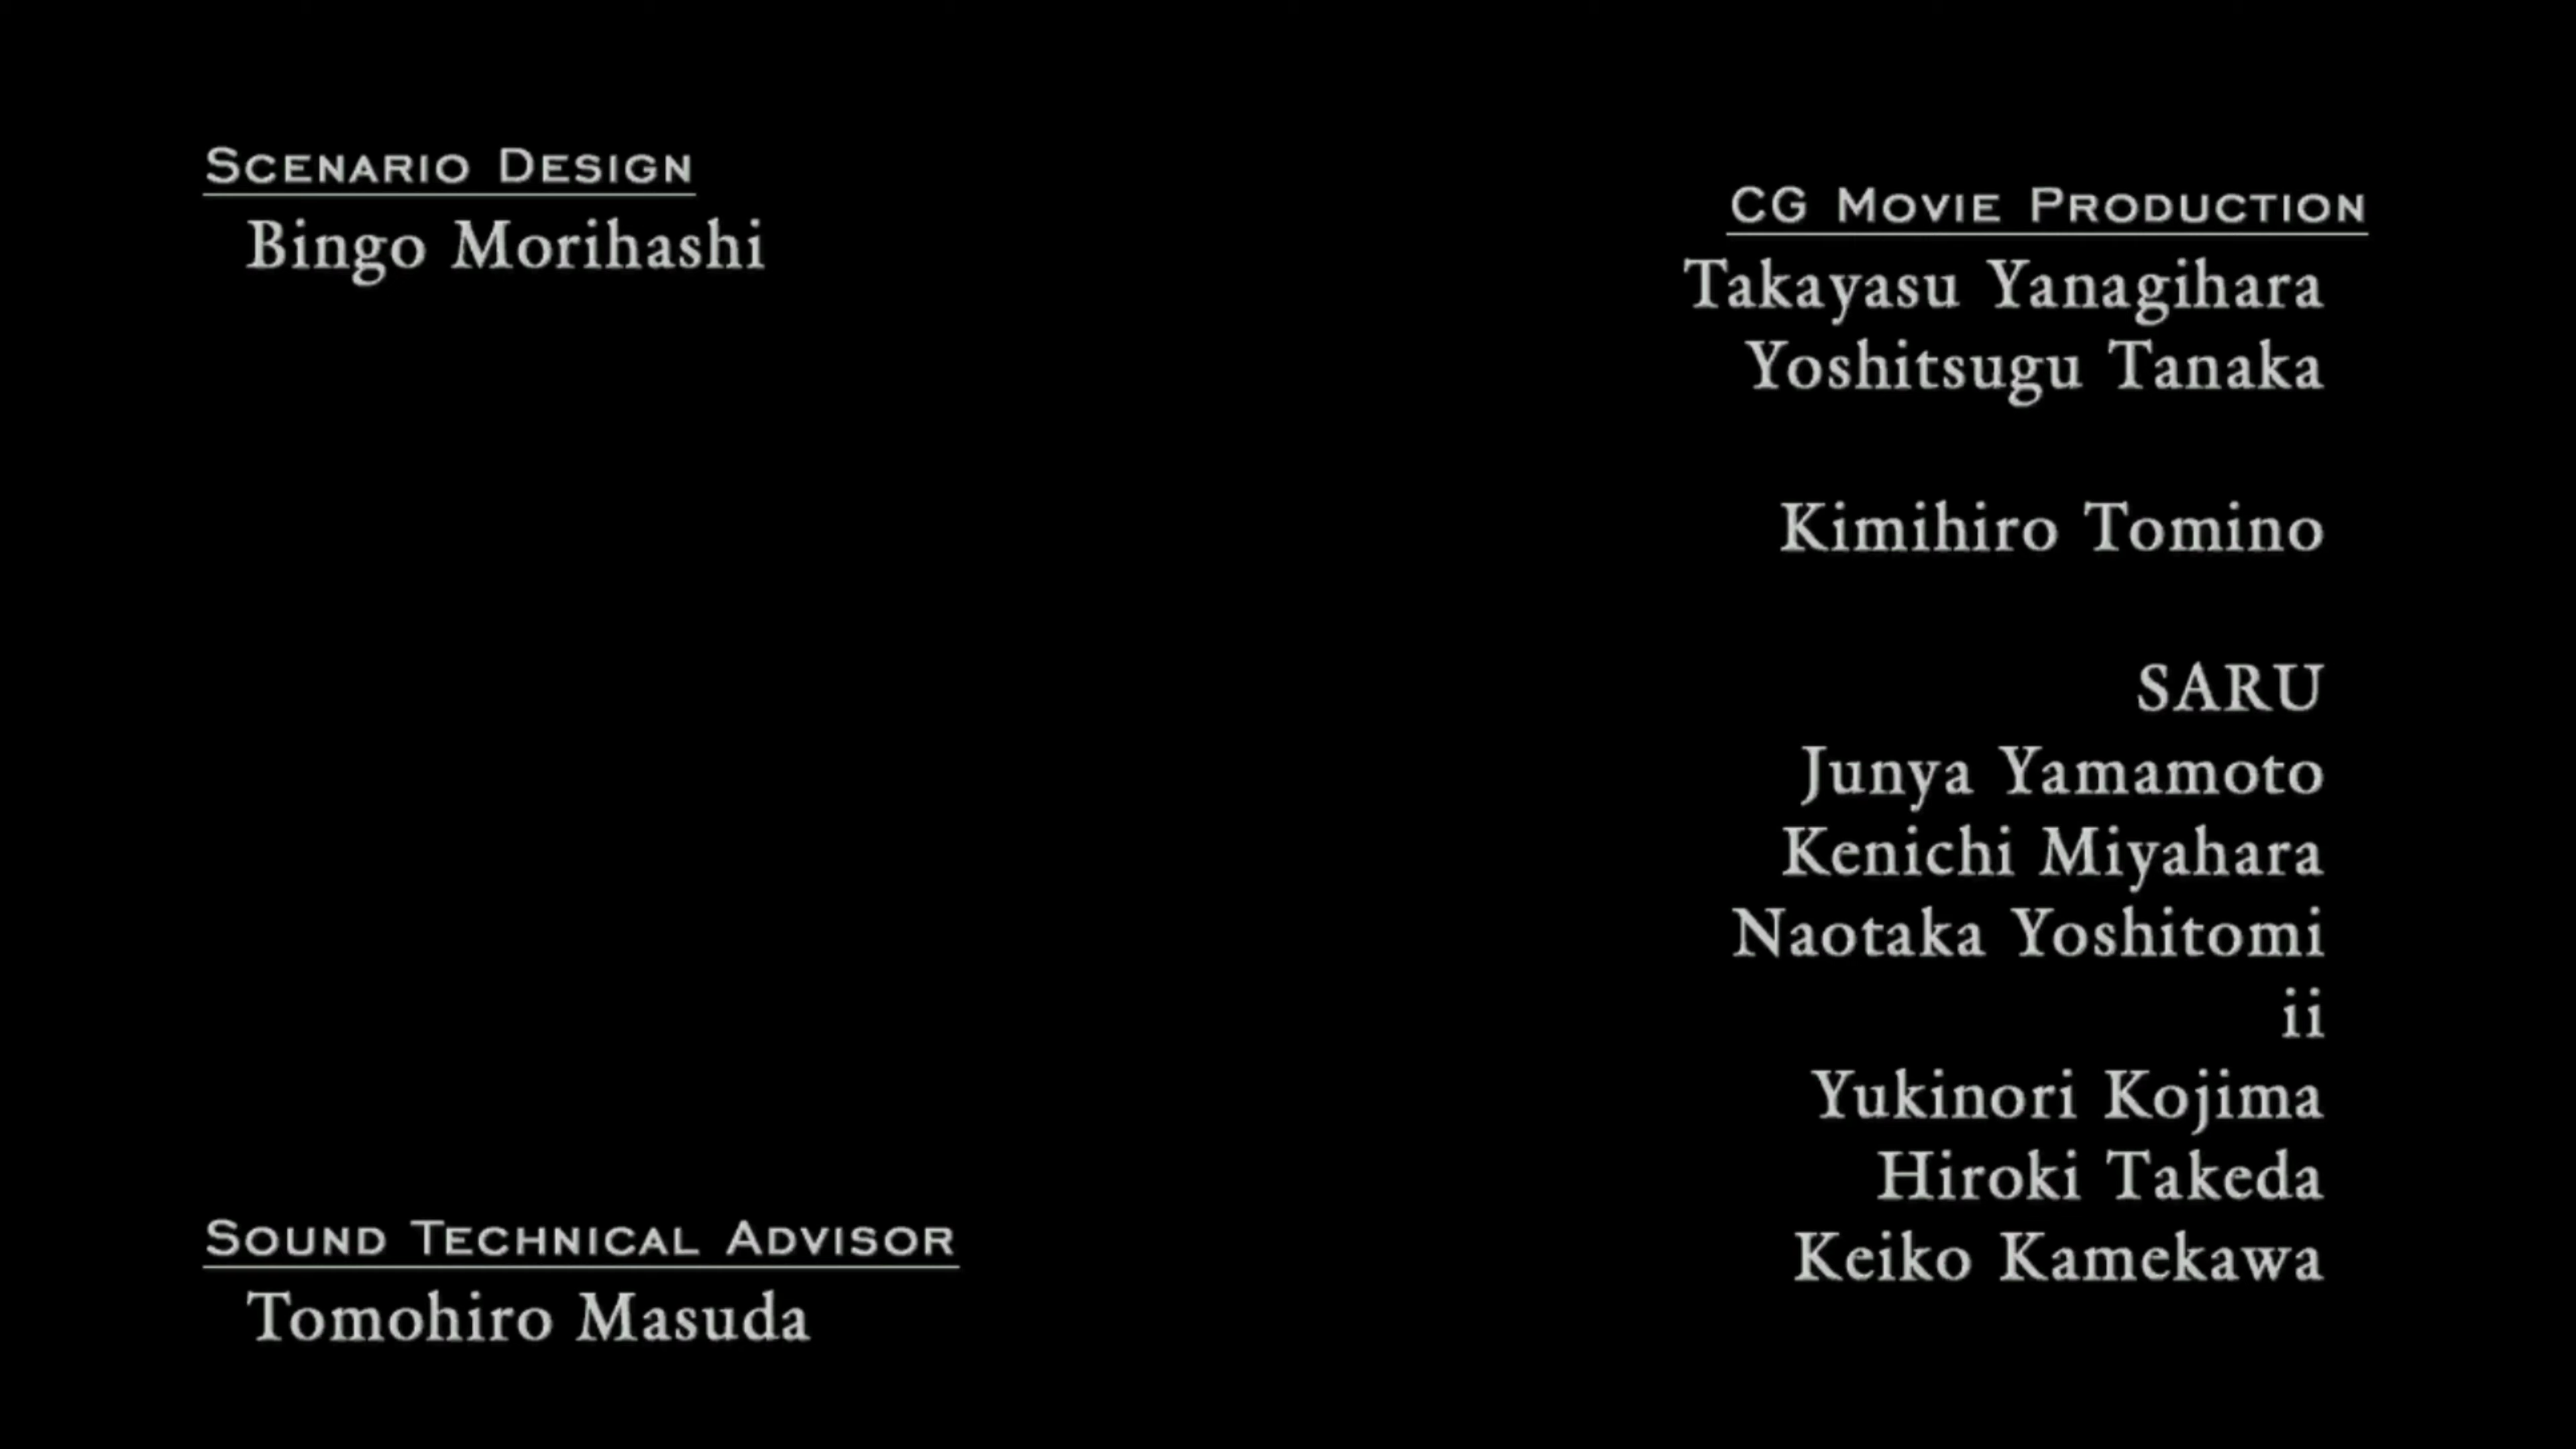 Scenario Design
Bingo Morihashi
Sound Technical Advisor
Tomohiro Masuda
CG Movie Production
Takayasu Yanagihara
Yoshitsugu Tanaka
Kimihiro Tomino
SARU
Junya Yamamoto
Kenichi Miyahara
Naotaka Yoshitomi
ii
Yukinori Kojima
Hiroki Takeda
Keiko Kamekawa